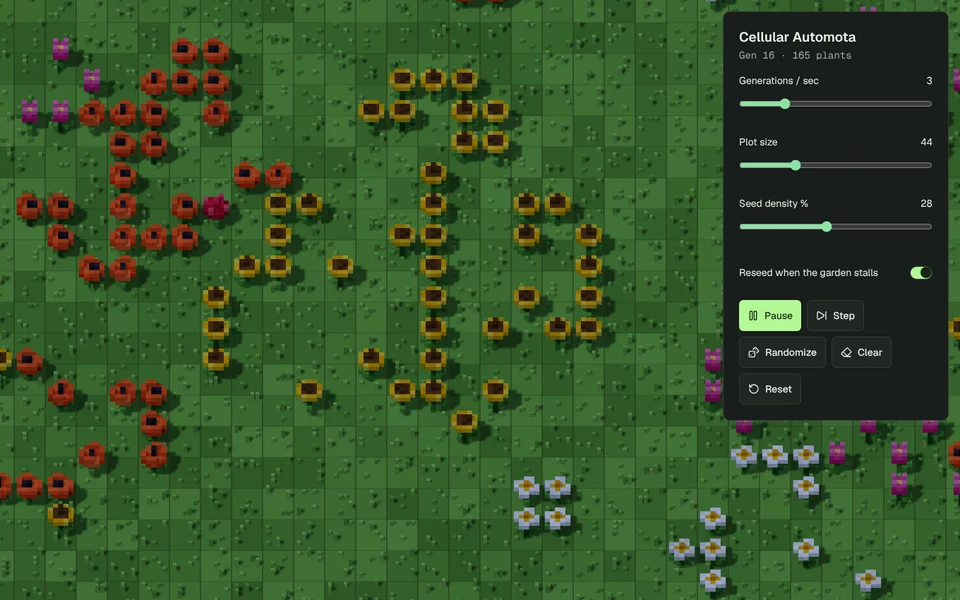 Cellular Automota
Gen 16 · 165 plants
Generations / sec 3
Plot size 44
Seed density % 28
Reseed when the garden stalls
Pause Step
Randomize Clear
Reset